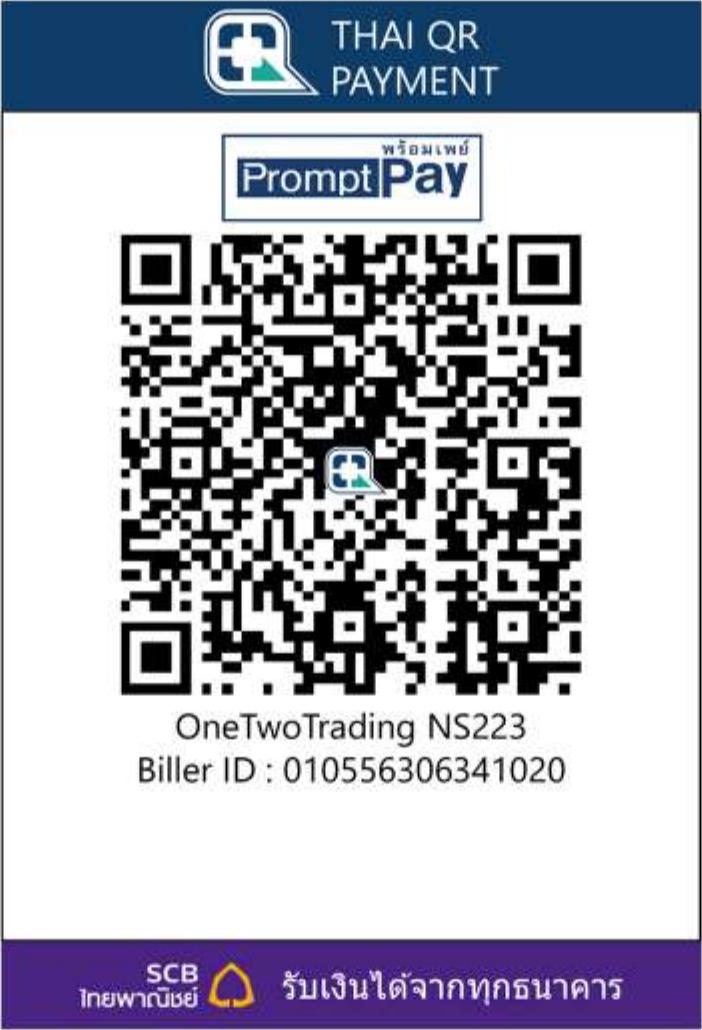 THAI QR
PAYMENT
พร้อมเพย์
Prompt Pay
OneTwoTrading NS223
Biller ID : 010556306341020
SCB
ไทยพาณิชย์
รับเงินได้จากทุกธนาคาร